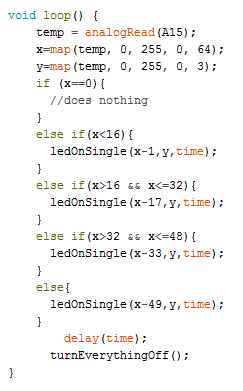 void loop() {
temp = analogRead(A15);
x=map(temp, 0, 255, 0, 64);
y=map(temp, 0, 255, 0, 3);
if (x==0){
//does nothing
}
else if(x<16){
ledOnSingle(x-1,y,time);
}
else if(x>16 && x<=32){
ledOnSingle(x-17,y,time);
}
else if(x>32 && x<=48){
ledOnSingle(x-33,y,time);
}
else{
ledOnSingle(x-49,y,time);
}
delay(time);
turnEverythingOff();
}